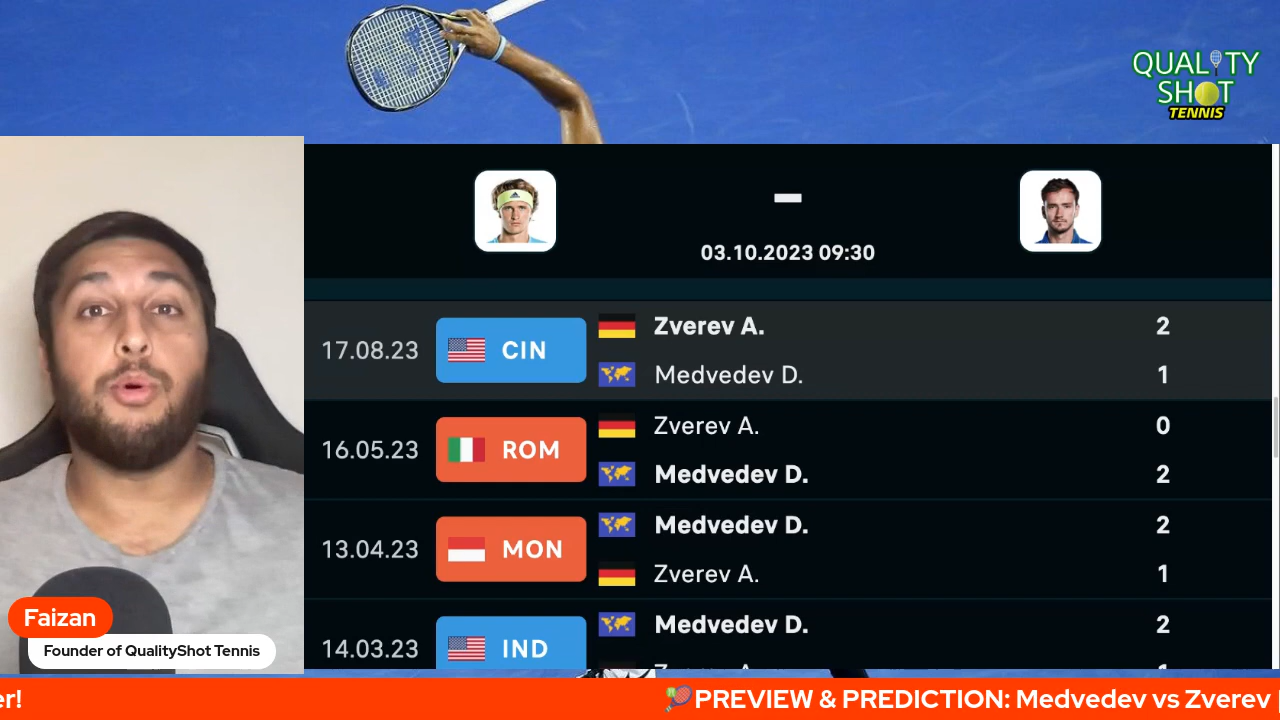 QUALITY
SHOT
TENNIS
03.10.2023 09:30
17.08.23 CIN Zverev A. 2
Medvedev D. 1
16.05.23 ROM Zverev A. 0
Medvedev D. 2
13.04.23 MON Medvedev D. 2
Zverev A. 1
14.03.23 IND Medvedev D. 2
Faizan
Founder of QualityShot Tennis
er! PREVIEW & PREDICTION: Medvedev vs Zverev